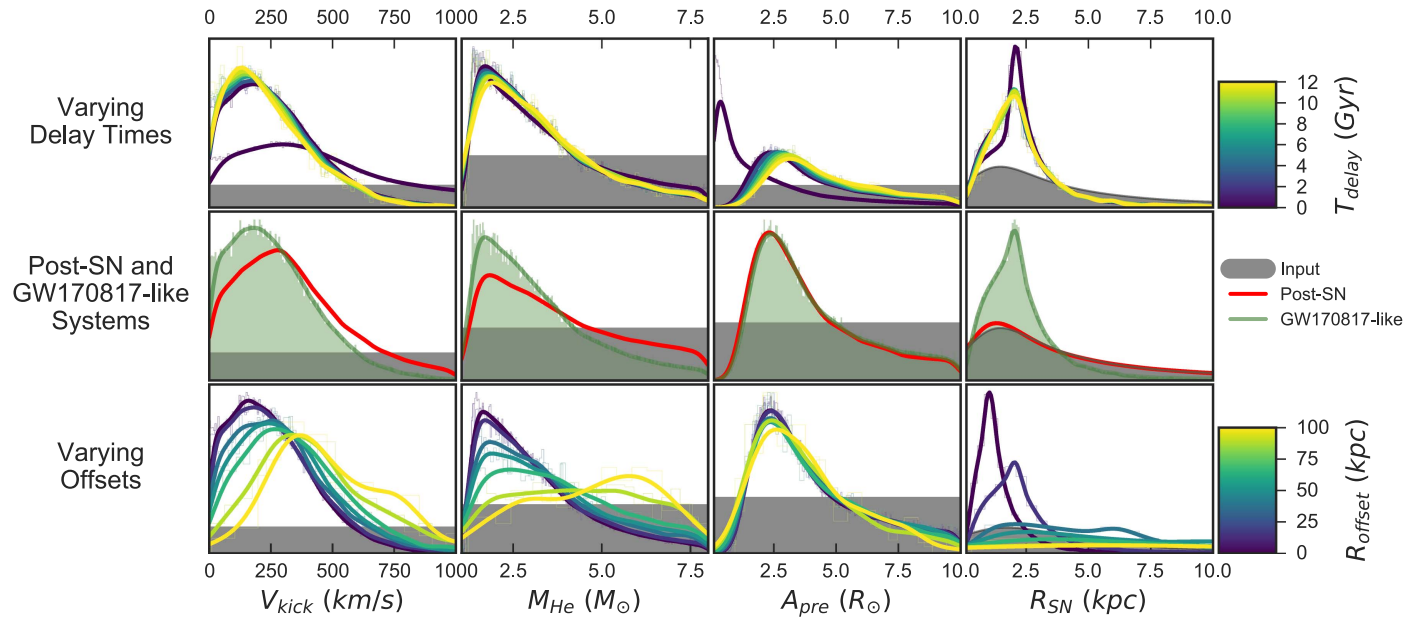 0 250 500 750 1000 2.5 5.0 7.5 2.5 5.0 7.5 10.0 2.5 5.0 7.5 10.0
Varying
Delay Times
12
10
8
6
4
2
0
T_delay (Gyr)
Post-SN and
GW170817-like
Systems
Input
Post-SN
GW170817-like
Varying
Offsets
100
75
50
25
0
R_offset (kpc)
0 250 500 750 1000 2.5 5.0 7.5 2.5 5.0 7.5 10.0 2.5 5.0 7.5 10.0
V_kick (km/s) M_He (M_⊙) A_pre (R_⊙) R_SN (kpc)